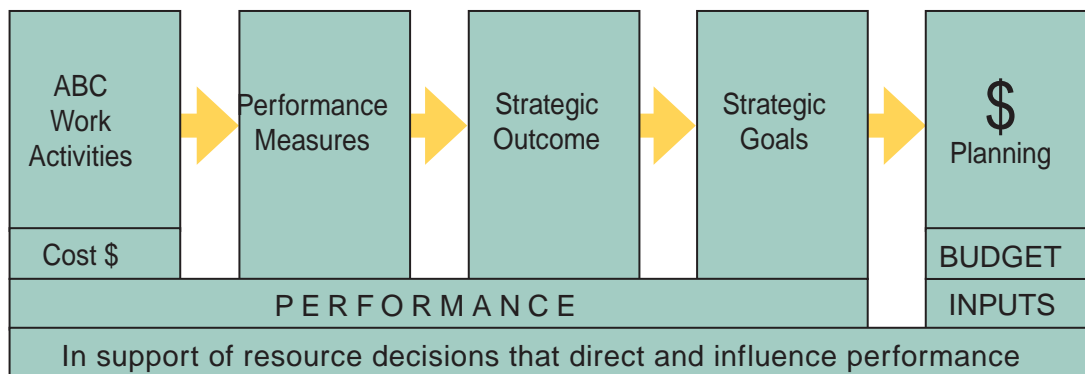 ABC
Work
Activities
Cost $
Performance
Measures
Strategic
Outcome
Strategic
Goals
$
Planning
BUDGET
PERFORMANCE
INPUTS
In support of resource decisions that direct and influence performance